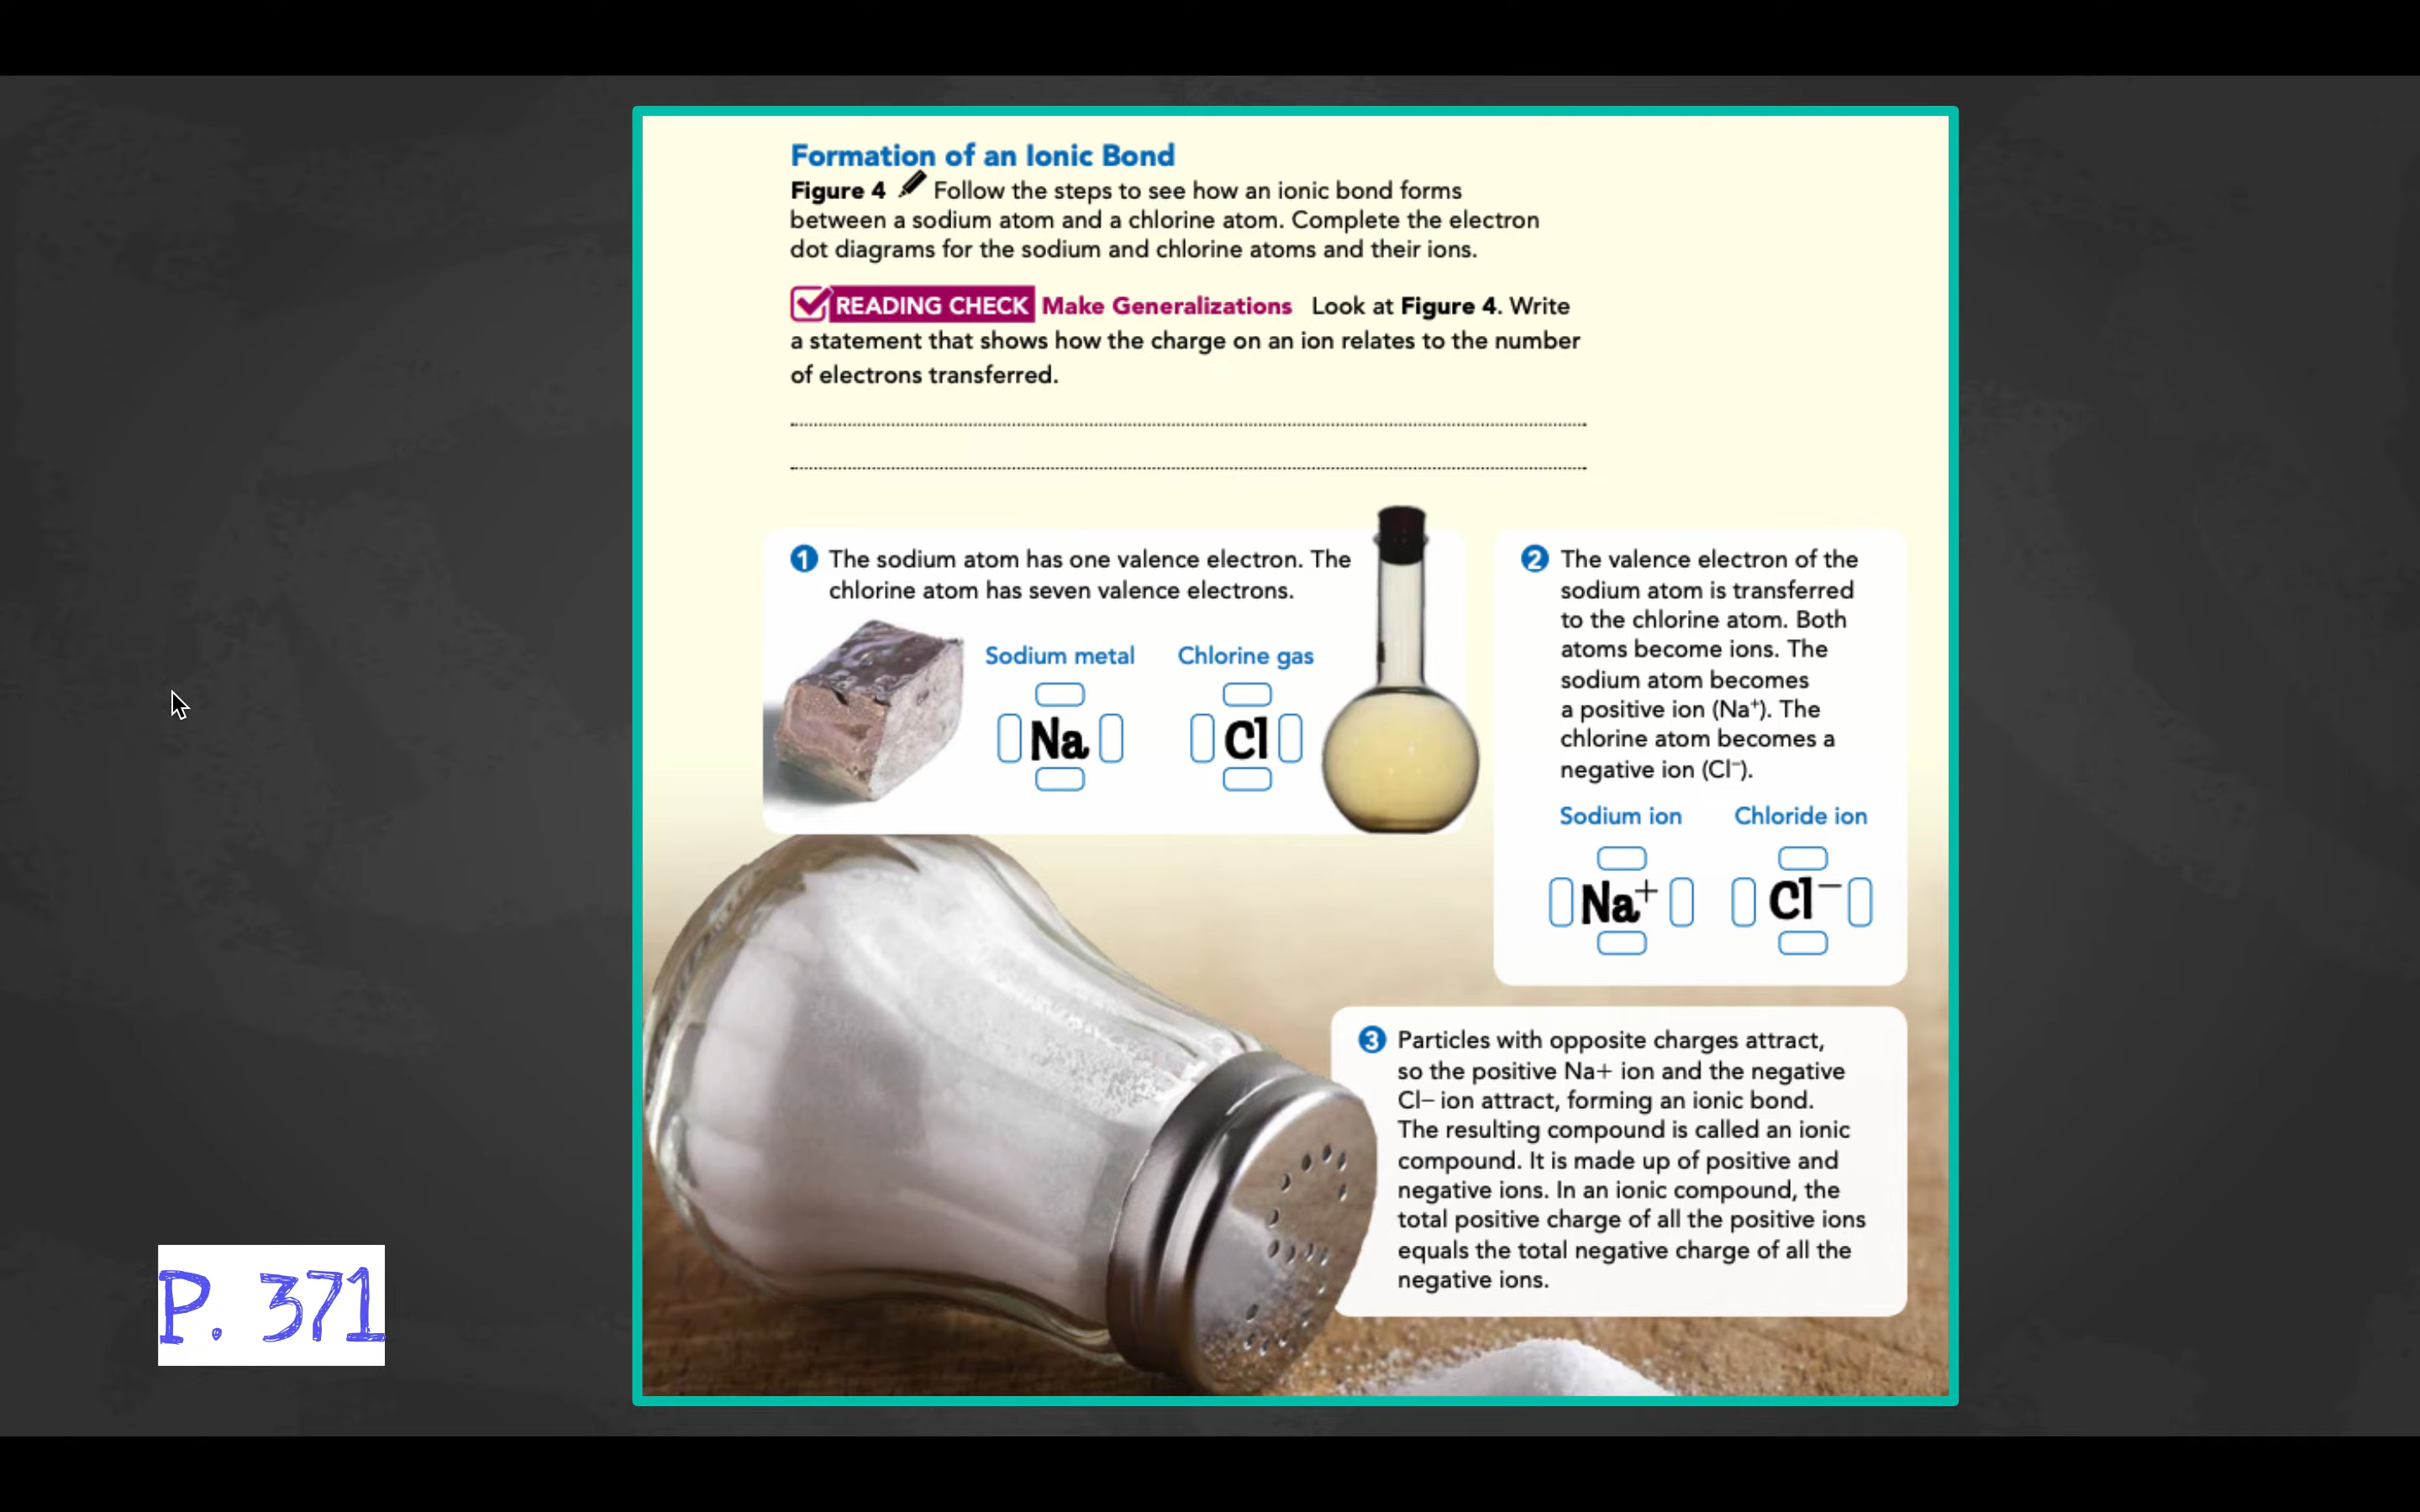 Formation of an Ionic Bond
Figure 4 Follow the steps to see how an ionic bond forms
between a sodium atom and a chlorine atom. Complete the electron
dot diagrams for the sodium and chlorine atoms and their ions.
READING CHECK Make Generalizations Look at Figure 4. Write
a statement that shows how the charge on an ion relates to the number
of electrons transferred.
1 The sodium atom has one valence electron. The
chlorine atom has seven valence electrons.
Sodium metal
Na
Chlorine gas
Cl
2 The valence electron of the
sodium atom is transferred
to the chlorine atom. Both
atoms become ions. The
sodium atom becomes
a positive ion (Na⁺). The
chlorine atom becomes a
negative ion (Cl⁻).
Sodium ion
Na⁺
Chloride ion
Cl⁻
3 Particles with opposite charges attract,
so the positive Na+ ion and the negative
Cl− ion attract, forming an ionic bond.
The resulting compound is called an ionic
compound. It is made up of positive and
negative ions. In an ionic compound, the
total positive charge of all the positive ions
equals the total negative charge of all the
negative ions.
P. 371